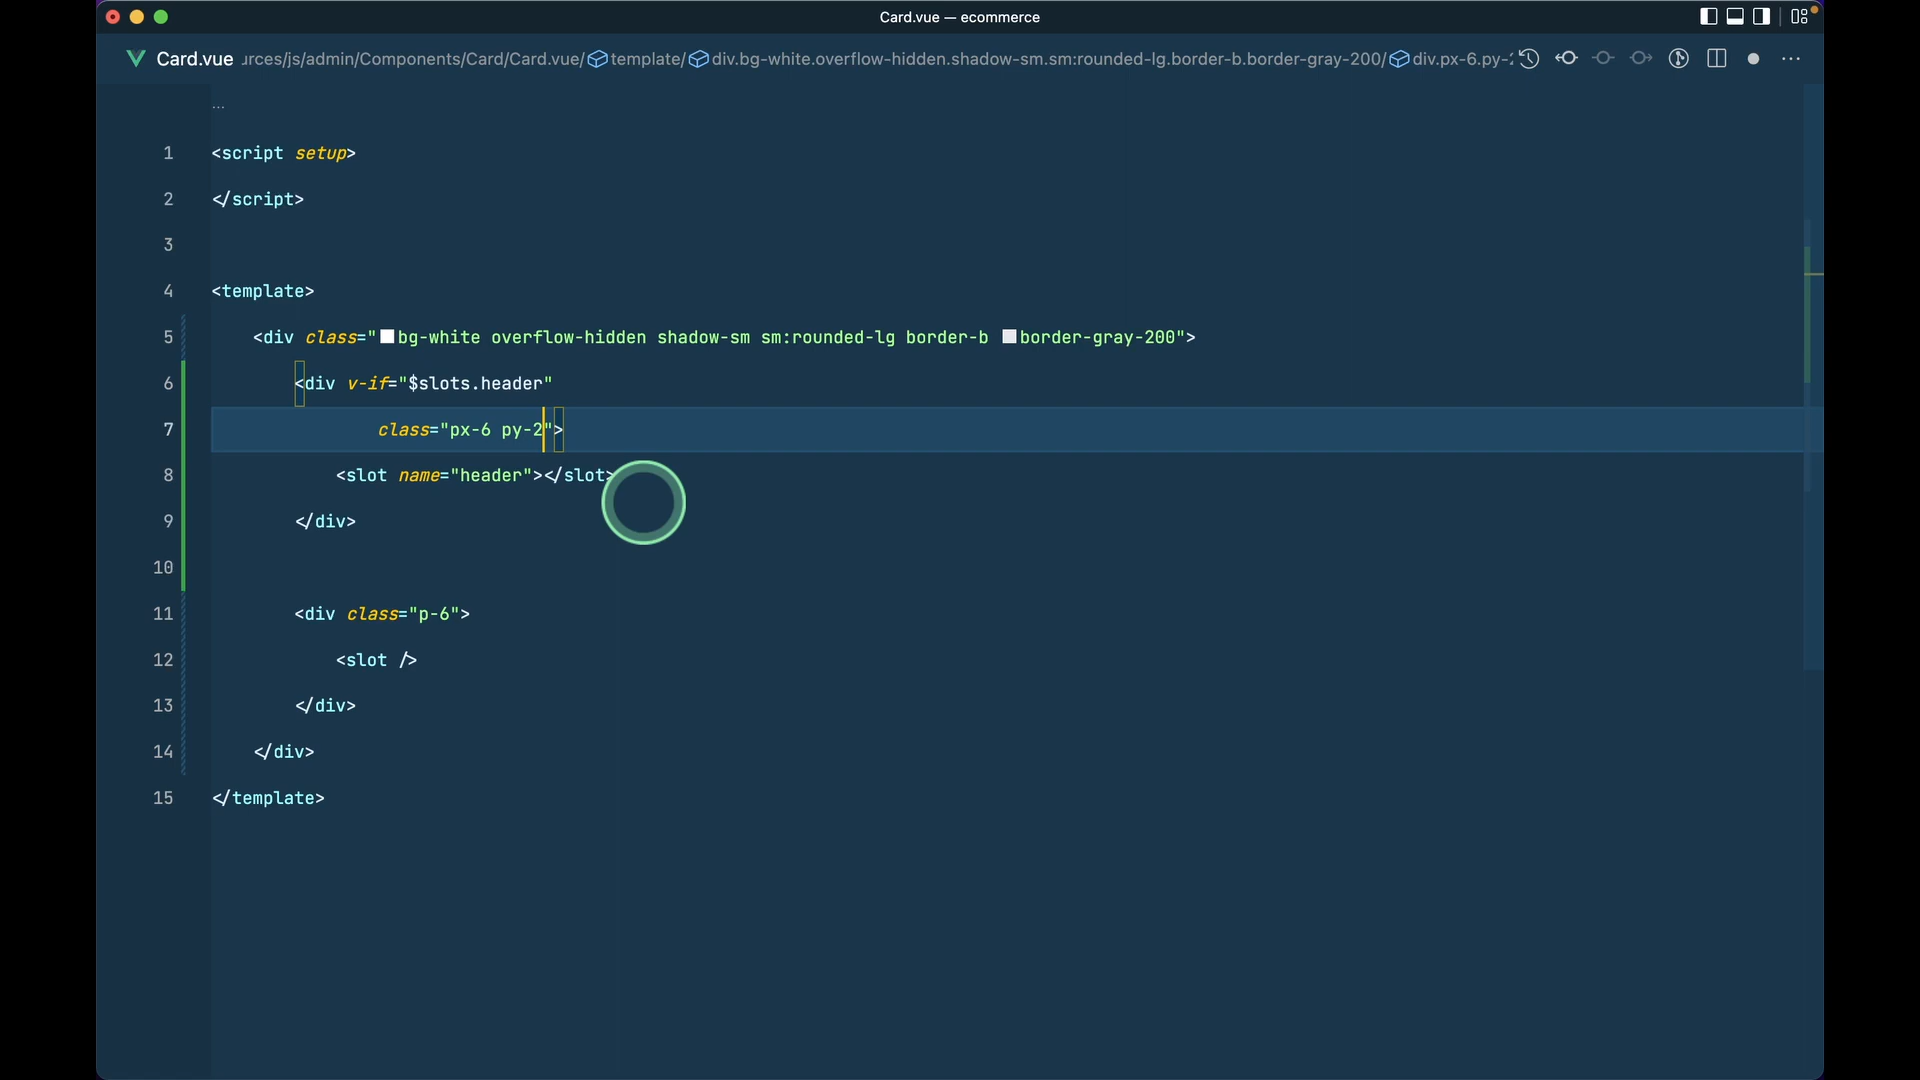 Card.vue — ecommerce
Card.vue urces/js/admin/Components/Card/Card.vue/ template/ div.bg-white.overflow-hidden.shadow-sm.sm:rounded-lg.border-b.border-gray-200/ div.px-6.py-2
...
1 <script setup>
2 </script>
3
4 <template>
5 <div class="bg-white overflow-hidden shadow-sm sm:rounded-lg border-b border-gray-200">
6 <div v-if="$slots.header"
7 class="px-6 py-2">
8 <slot name="header"></slot>
9 </div>
10
11 <div class="p-6">
12 <slot />
13 </div>
14 </div>
15 </template>